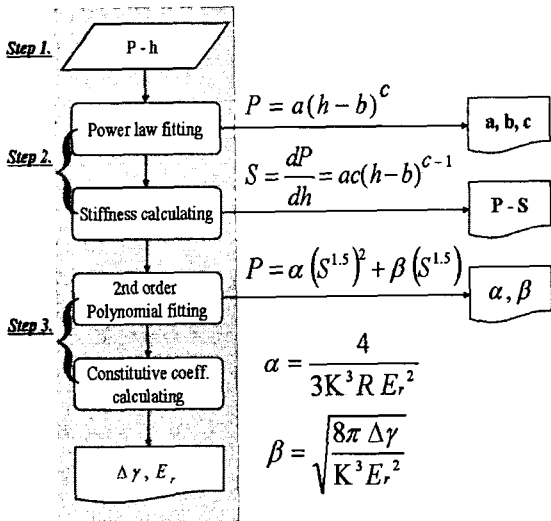 Step 1.
P - h
Power law fitting
P = a(h − b)^c
a, b, c
Step 2.
S = dP/dh = ac(h − b)^{c−1}
Stiffness calculating
P - S
2nd order
Polynomial fitting
P = α(S^{1.5})^2 + β(S^{1.5})
α, β
Step 3.
Constitutive coeff.
calculating
α = 4 / (3K^3 R E_r^2)
Δγ, E_r
β = √(8π Δγ / (K^3 E_r^2))